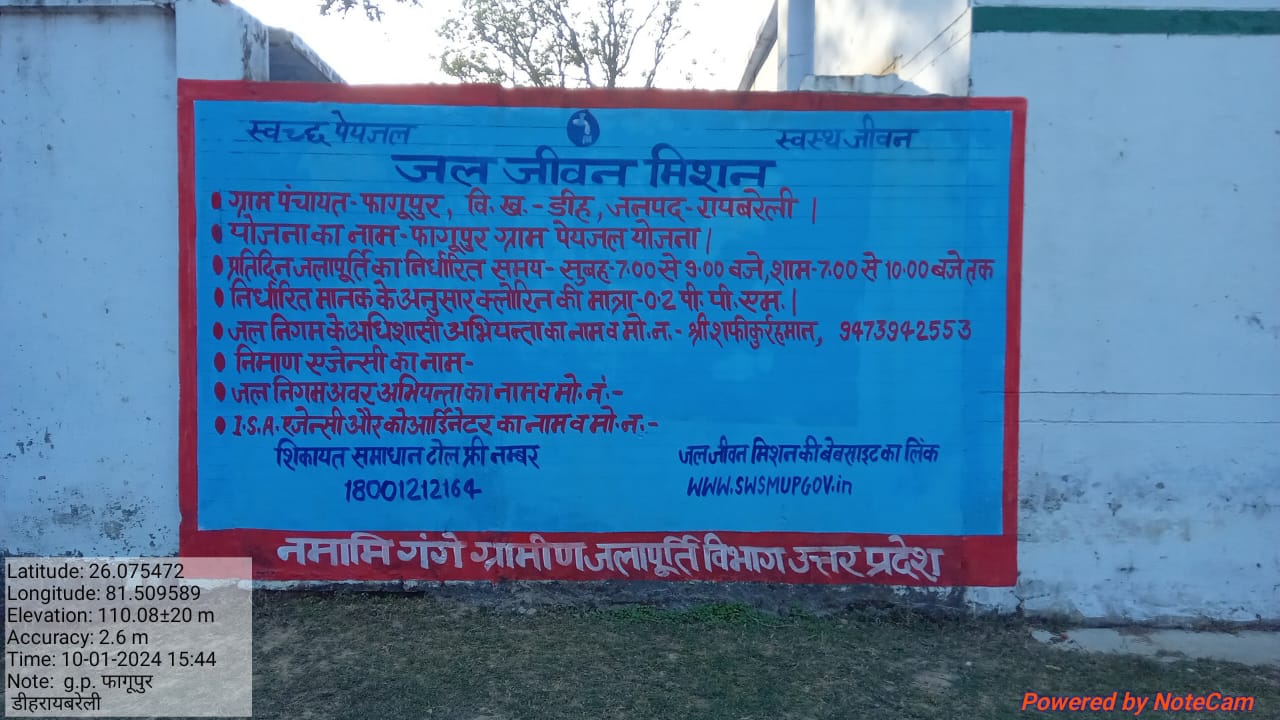 स्वच्छ पेयजल
स्वस्थ जीवन
जल जीवन मिशन
• ग्राम पंचायत-फागूपुर, वि.ख.-डीह, जनपद-रायबरेली |
• योजना का नाम-फागूपुर ग्राम पेयजल योजना |
• प्रतिदिन जलापूर्ति का निर्धारित समय- सुबह-7.00 से 9.00 बजे, शाम-7.00 से 10.00 बजे तक
• निर्धारित मानक के अनुसार क्लोरिन की मात्रा-0.2 पी. पी. एम. |
• जल निगम के अधिशासी अभियन्ता का नाम व मो.न.- श्री शफीकुर्रहमान, 9473942553
• निमाण एजेन्सी का नाम-
• जल निगम अवर अभियन्ता का नाम व मो.नं.-
• I.S.A. एजेन्सी और कोआर्डिनेटर का नाम व मो.न.-
शिकायत समाधान टोल फ्री नम्बर
18001212164
जल जीवन मिशन की बेबसाइट का लिंक
WWW.SWSMUPGOV.in
नमामि गंगे ग्रामीण जलापूर्ति विभाग उत्तर प्रदेश
Latitude: 26.075472
Longitude: 81.509589
Elevation: 110.08±20 m
Accuracy: 2.6 m
Time: 10-01-2024 15:44
Note: g.p. फागूपुर
डीहरायबरेली
Powered by NoteCam